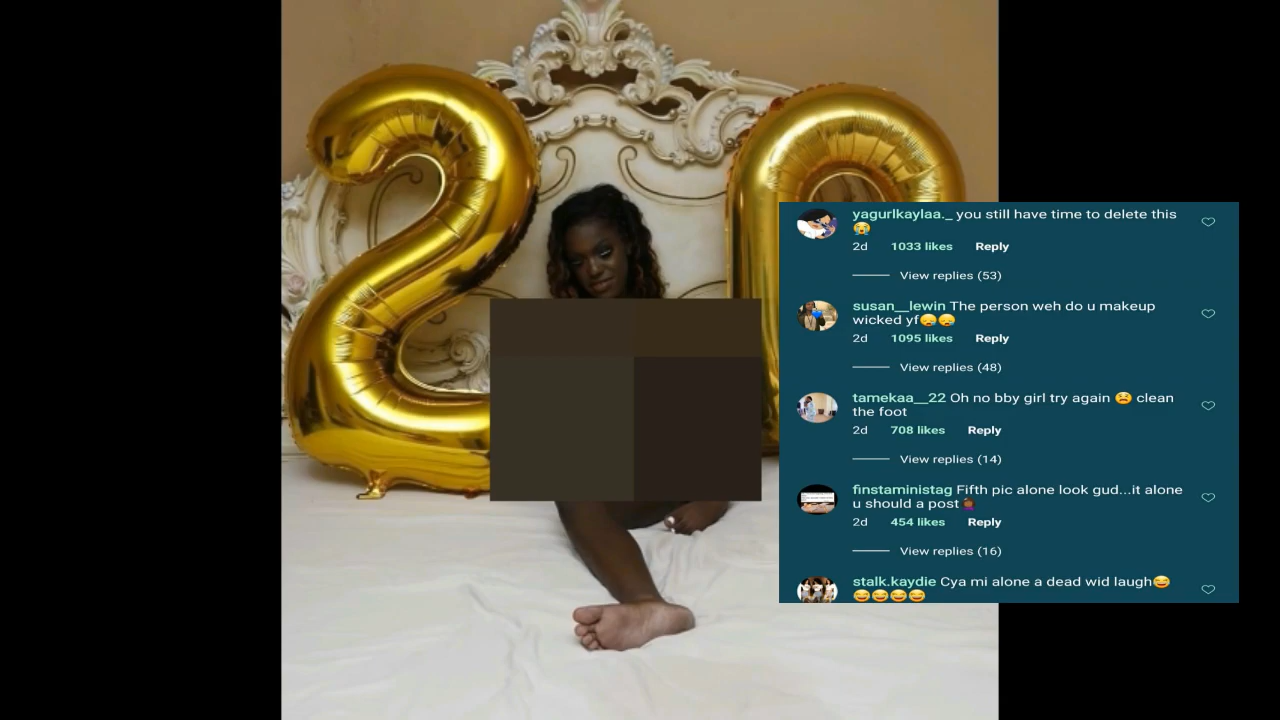 20
yagurlkaylaa._ you still have time to delete this
😭
2d 1033 likes Reply
View replies (53)
susan__lewin The person weh do u makeup
wicked yf😪😪
2d 1095 likes Reply
View replies (48)
tamekaa__22 Oh no bby girl try again 😫 clean
the foot
2d 708 likes Reply
View replies (14)
finstaministag Fifth pic alone look gud...it alone
u should a post🤦🏾‍♀️
2d 454 likes Reply
View replies (16)
stalk.kaydie Cya mi alone a dead wid laugh😂
😂😂😂😂